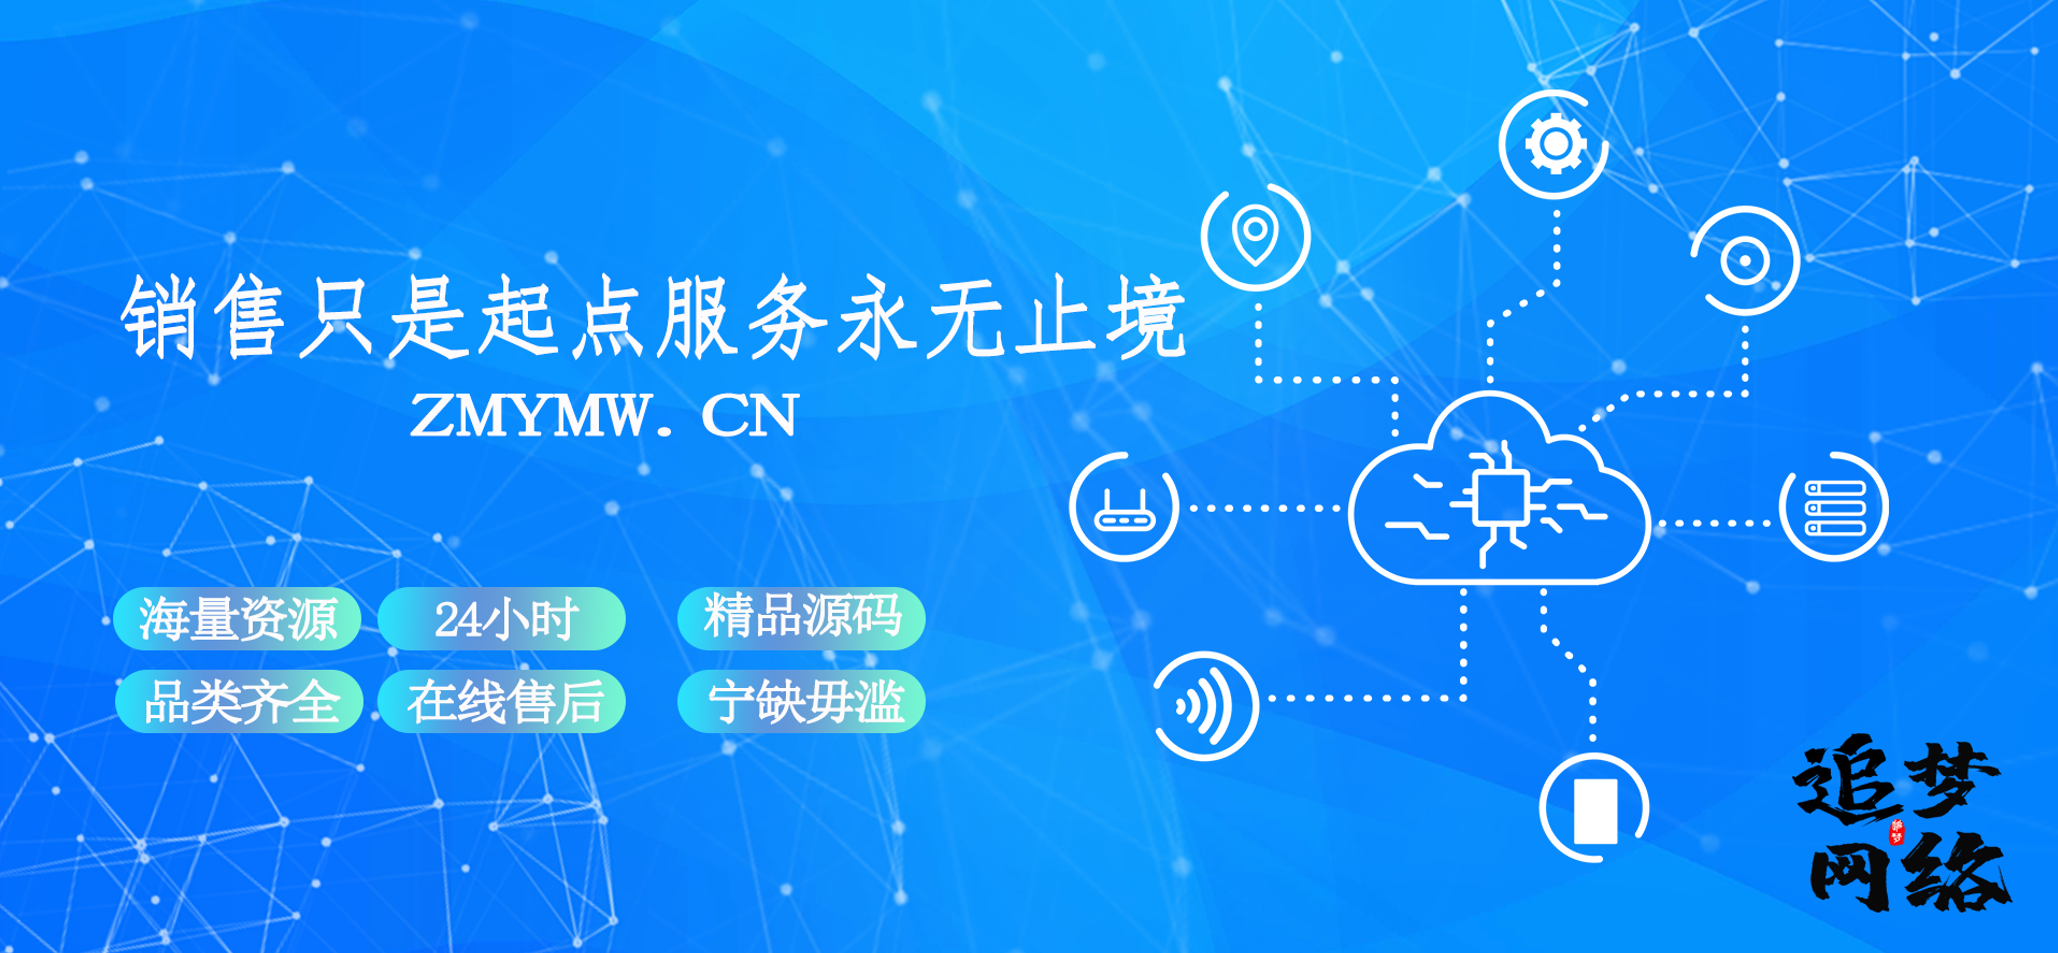 销售只是起点服务永无止境
ZMYMW.CN
海量资源
24小时
精品源码
品类齐全
在线售后
宁缺毋滥
追梦
网络
追梦